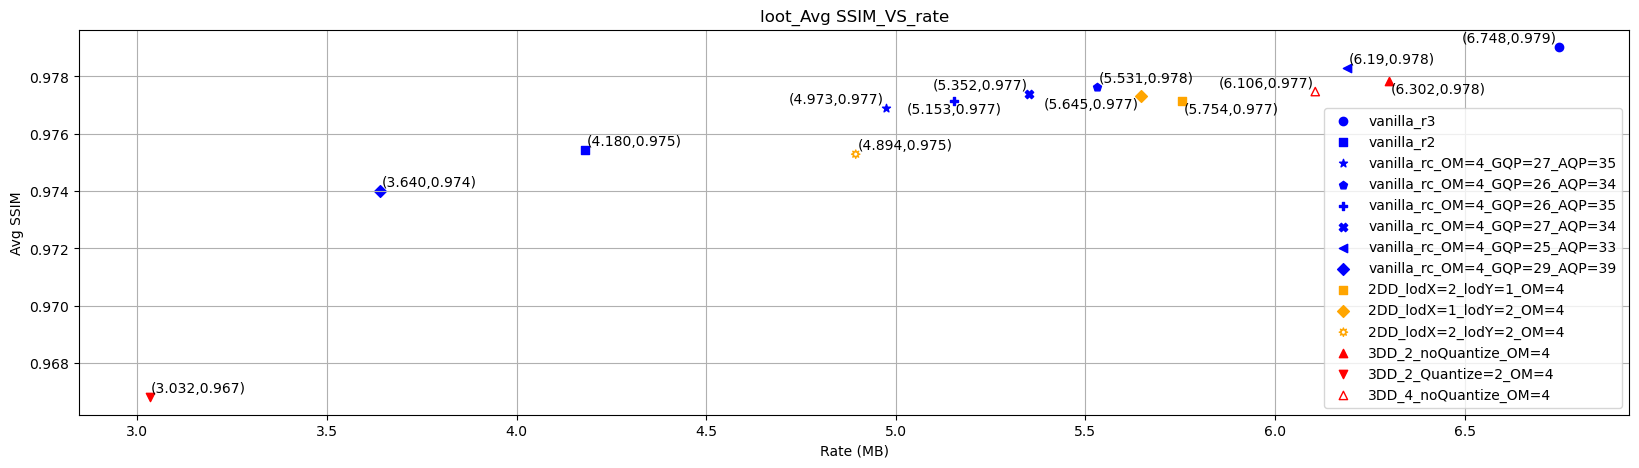 loot_Avg SSIM_VS_rate
(6.748,0.979)
(6.19,0.978)
(5.531,0.978)
(6.106,0.977)
(5.352,0.977)
(6.302,0.978)
(4.973,0.977)
(5.153,0.977)
(5.645,0.977)
(5.754,0.977)
(4.180,0.975)
(4.894,0.975)
(3.640,0.974)
(3.032,0.967)
Avg SSIM
0.978
0.976
0.974
0.972
0.970
0.968
vanilla_r3
vanilla_r2
vanilla_rc_OM=4_GQP=27_AQP=35
vanilla_rc_OM=4_GQP=26_AQP=34
vanilla_rc_OM=4_GQP=26_AQP=35
vanilla_rc_OM=4_GQP=27_AQP=34
vanilla_rc_OM=4_GQP=25_AQP=33
vanilla_rc_OM=4_GQP=29_AQP=39
2DD_lodX=2_lodY=1_OM=4
2DD_lodX=1_lodY=2_OM=4
2DD_lodX=2_lodY=2_OM=4
3DD_2_noQuantize_OM=4
3DD_2_Quantize=2_OM=4
3DD_4_noQuantize_OM=4
3.0 3.5 4.0 4.5 5.0 5.5 6.0 6.5
Rate (MB)